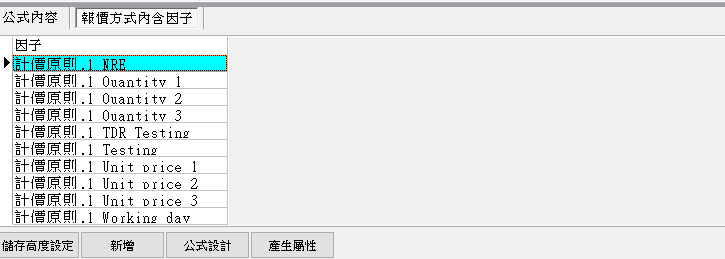 公式內容 報價方式內含因子
因子
計價原則.1 NRE
計價原則.1 Quantity 1
計價原則.1 Quantity 2
計價原則.1 Quantity 3
計價原則.1 TDR Testing
計價原則.1 Testing
計價原則.1 Unit price 1
計價原則.1 Unit price 2
計價原則.1 Unit price 3
計價原則.1 Working day
儲存高度設定 新增 公式設計 產生屬性